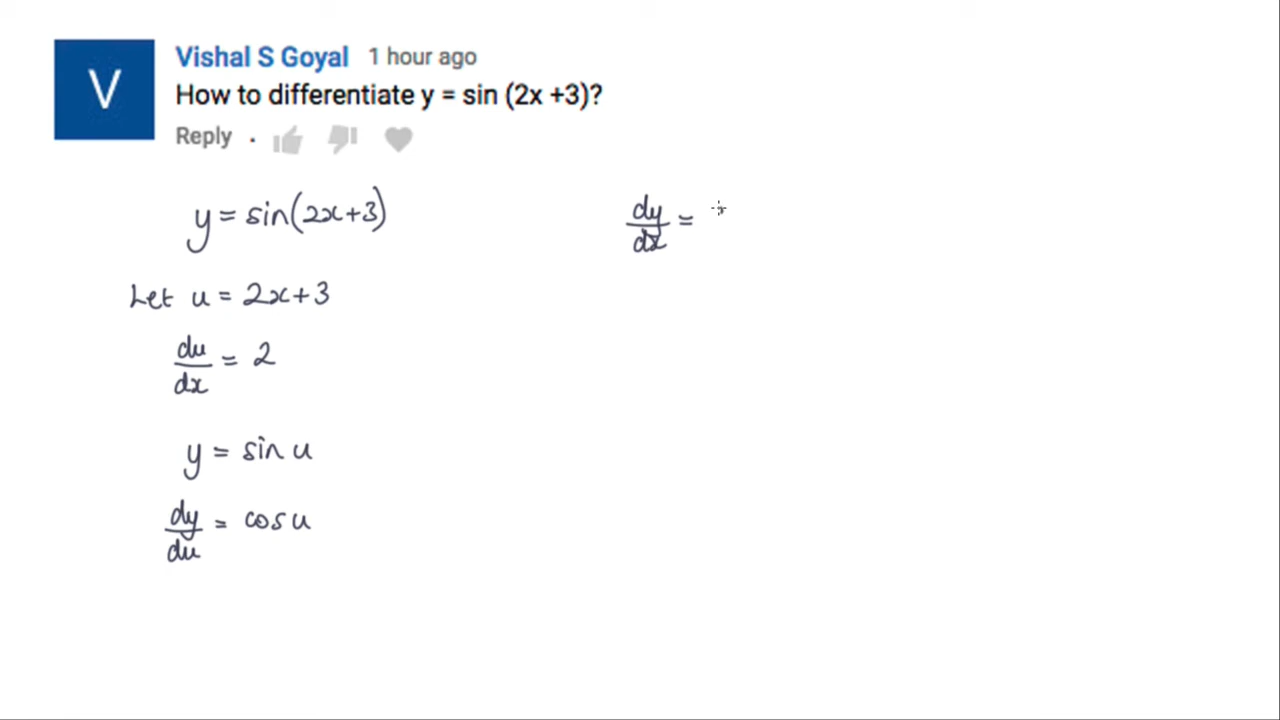 V
Vishal S Goyal 1 hour ago
How to differentiate y = sin (2x +3)?
Reply ·
y = sin(2x+3)
dy/dx =
Let u = 2x+3
du/dx = 2
y = sin u
dy/du = cos u